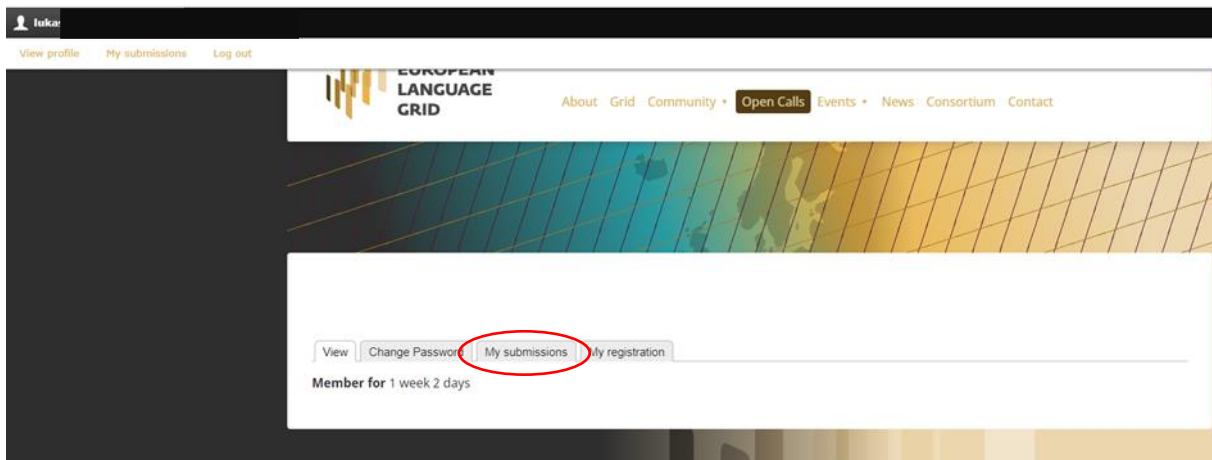 lukas
View profile My submissions Log out
EUROPEAN
LANGUAGE
GRID
About Grid Community Open Calls Events News Consortium Contact
View Change Password My submissions My registration
Member for 1 week 2 days